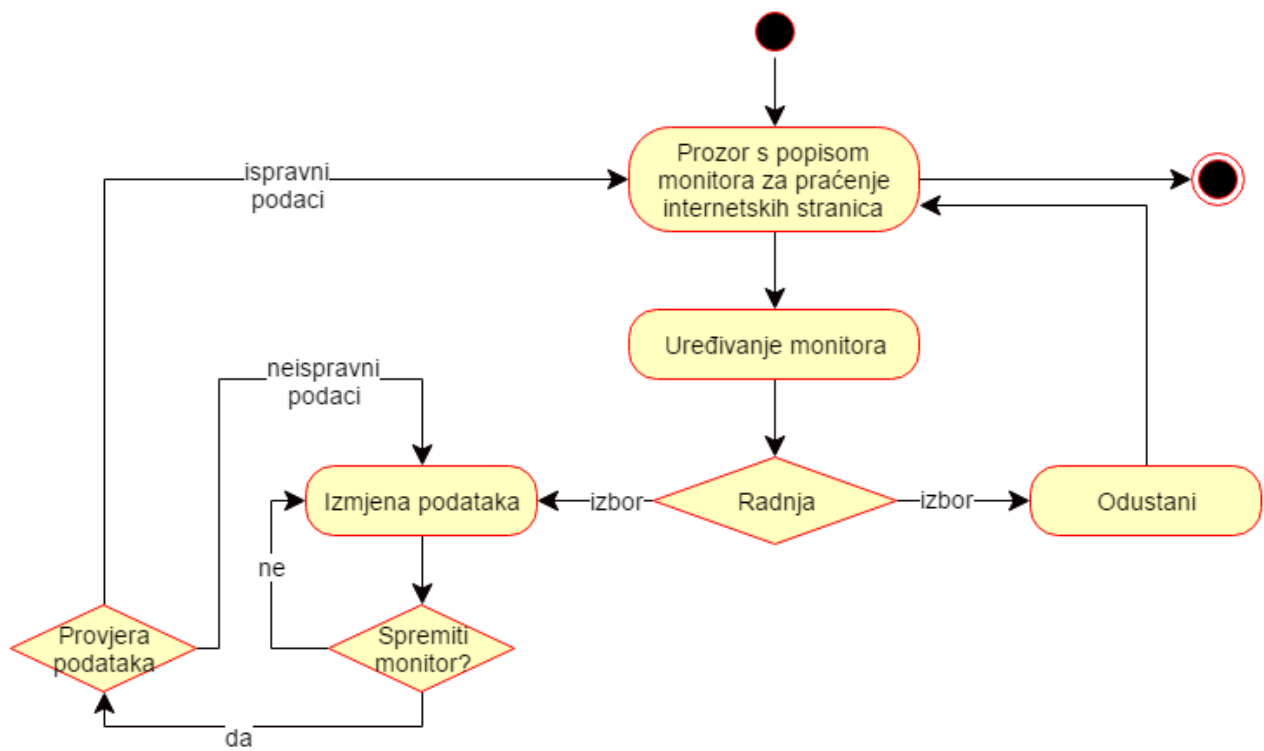 Prozor s popisom
monitora za praćenje
internetskih stranica
ispravni
podaci
Uređivanje monitora
neispravni
podaci
Izmjena podataka
izbor
Radnja
izbor
Odustani
ne
Provjera
podataka
Spremiti
monitor?
da